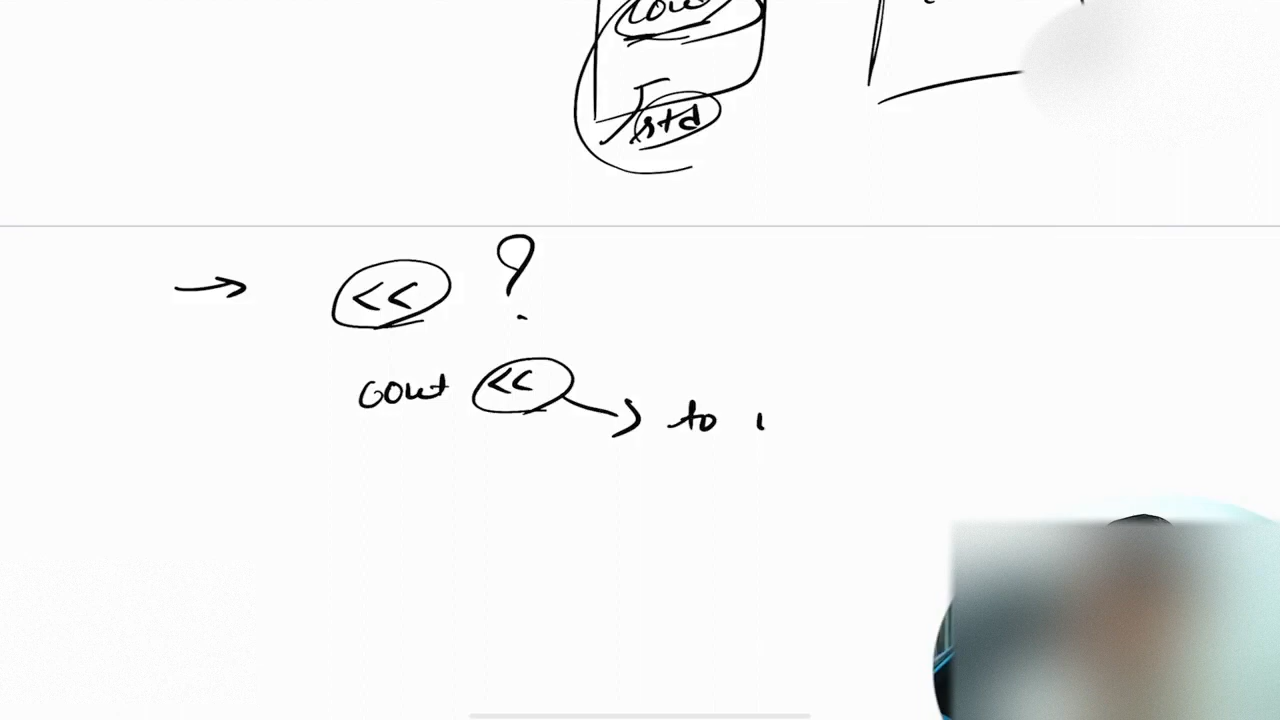 cout
std
→ << ?
cout << → to